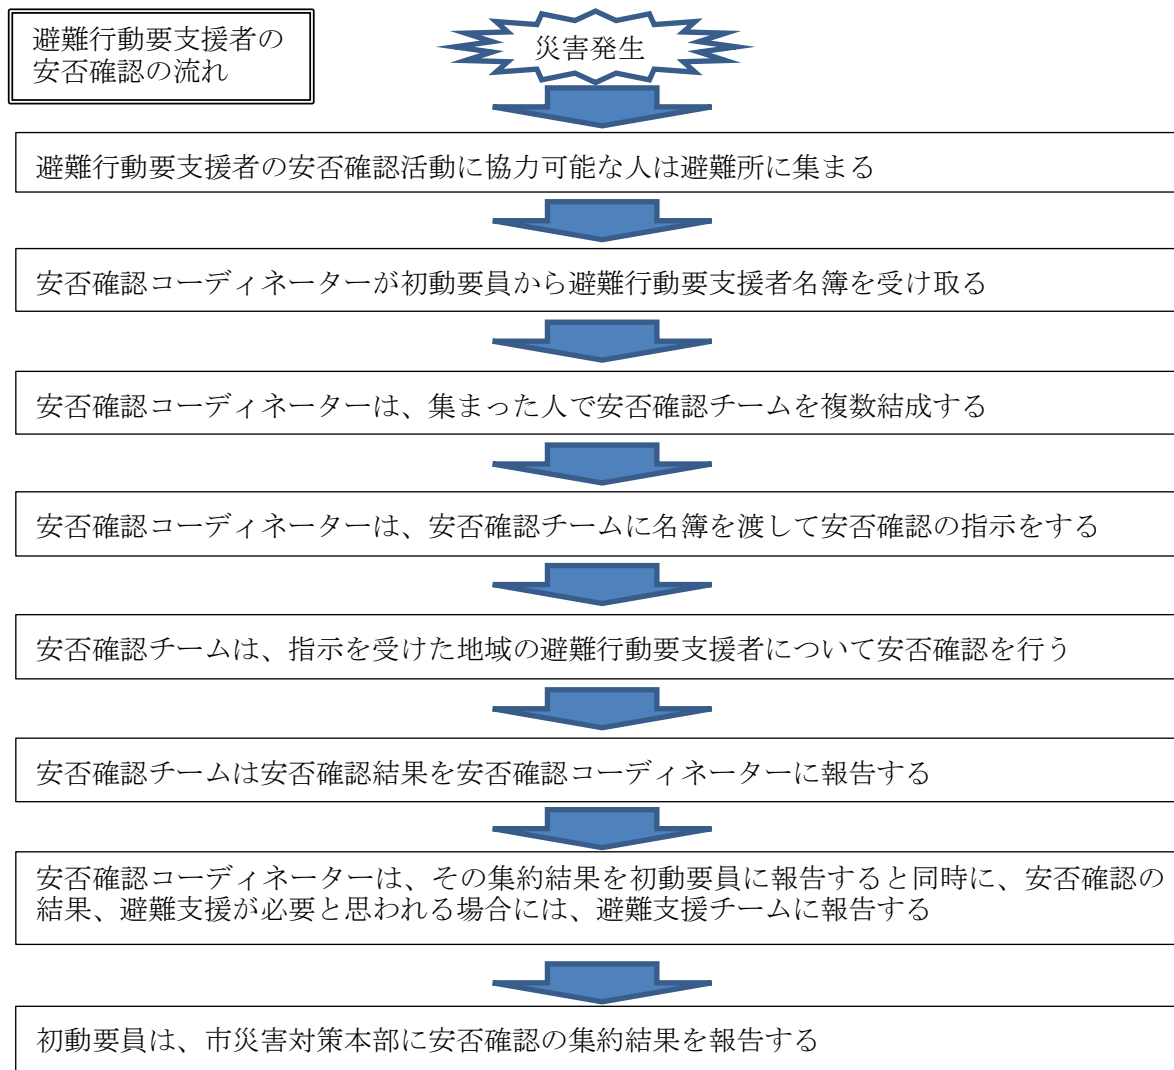 避難行動要支援者の
安否確認の流れ
災害発生
避難行動要支援者の安否確認活動に協力可能な人は避難所に集まる
安否確認コーディネーターが初動要員から避難行動要支援者名簿を受け取る
安否確認コーディネーターは、集まった人で安否確認チームを複数結成する
安否確認コーディネーターは、安否確認チームに名簿を渡して安否確認の指示をする
安否確認チームは、指示を受けた地域の避難行動要支援者について安否確認を行う
安否確認チームは安否確認結果を安否確認コーディネーターに報告する
安否確認コーディネーターは、その集約結果を初動要員に報告すると同時に、安否確認の
結果、避難支援が必要と思われる場合には、避難支援チームに報告する
初動要員は、市災害対策本部に安否確認の集約結果を報告する